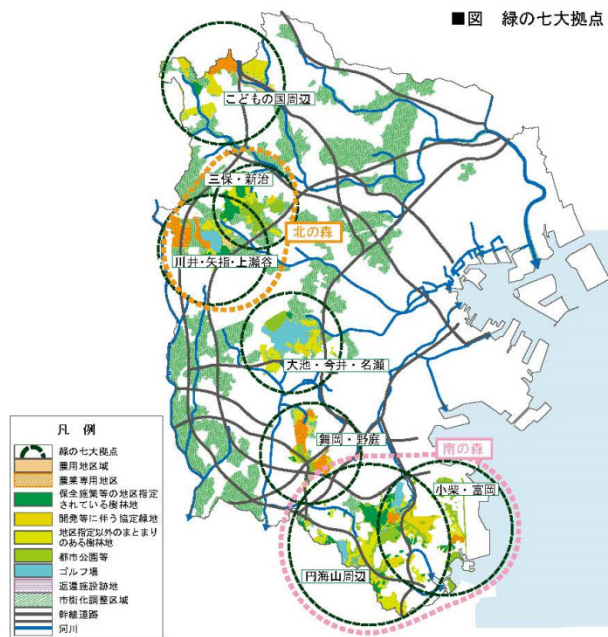 ■図 緑の七大拠点
こどもの国周辺
三保・新治
北の森
川井・矢指・上瀬谷
大池・今井・名瀬
舞岡・野庭
南の森
小柴・富岡
円海山周辺
凡例
緑の七大拠点
農用地区域
農業専用地区
保全施策等の地区指定
されている樹林地
開発等に伴う協定緑地
地区指定以外のまとまり
のある樹林地
都市公園等
ゴルフ場
返還施設跡地
市街化調整区域
幹線道路
河川